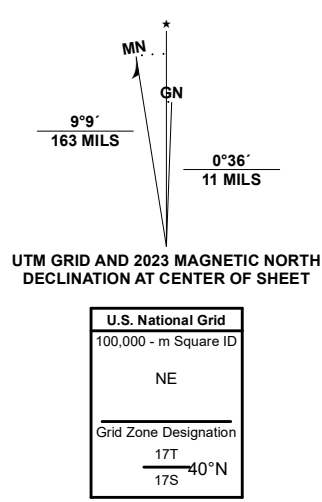 ★
MN
GN
9°9´
163 MILS
0°36´
11 MILS
UTM GRID AND 2023 MAGNETIC NORTH
DECLINATION AT CENTER OF SHEET
U.S. National Grid
100,000 - m Square ID
NE
Grid Zone Designation
17T
40°N
17S